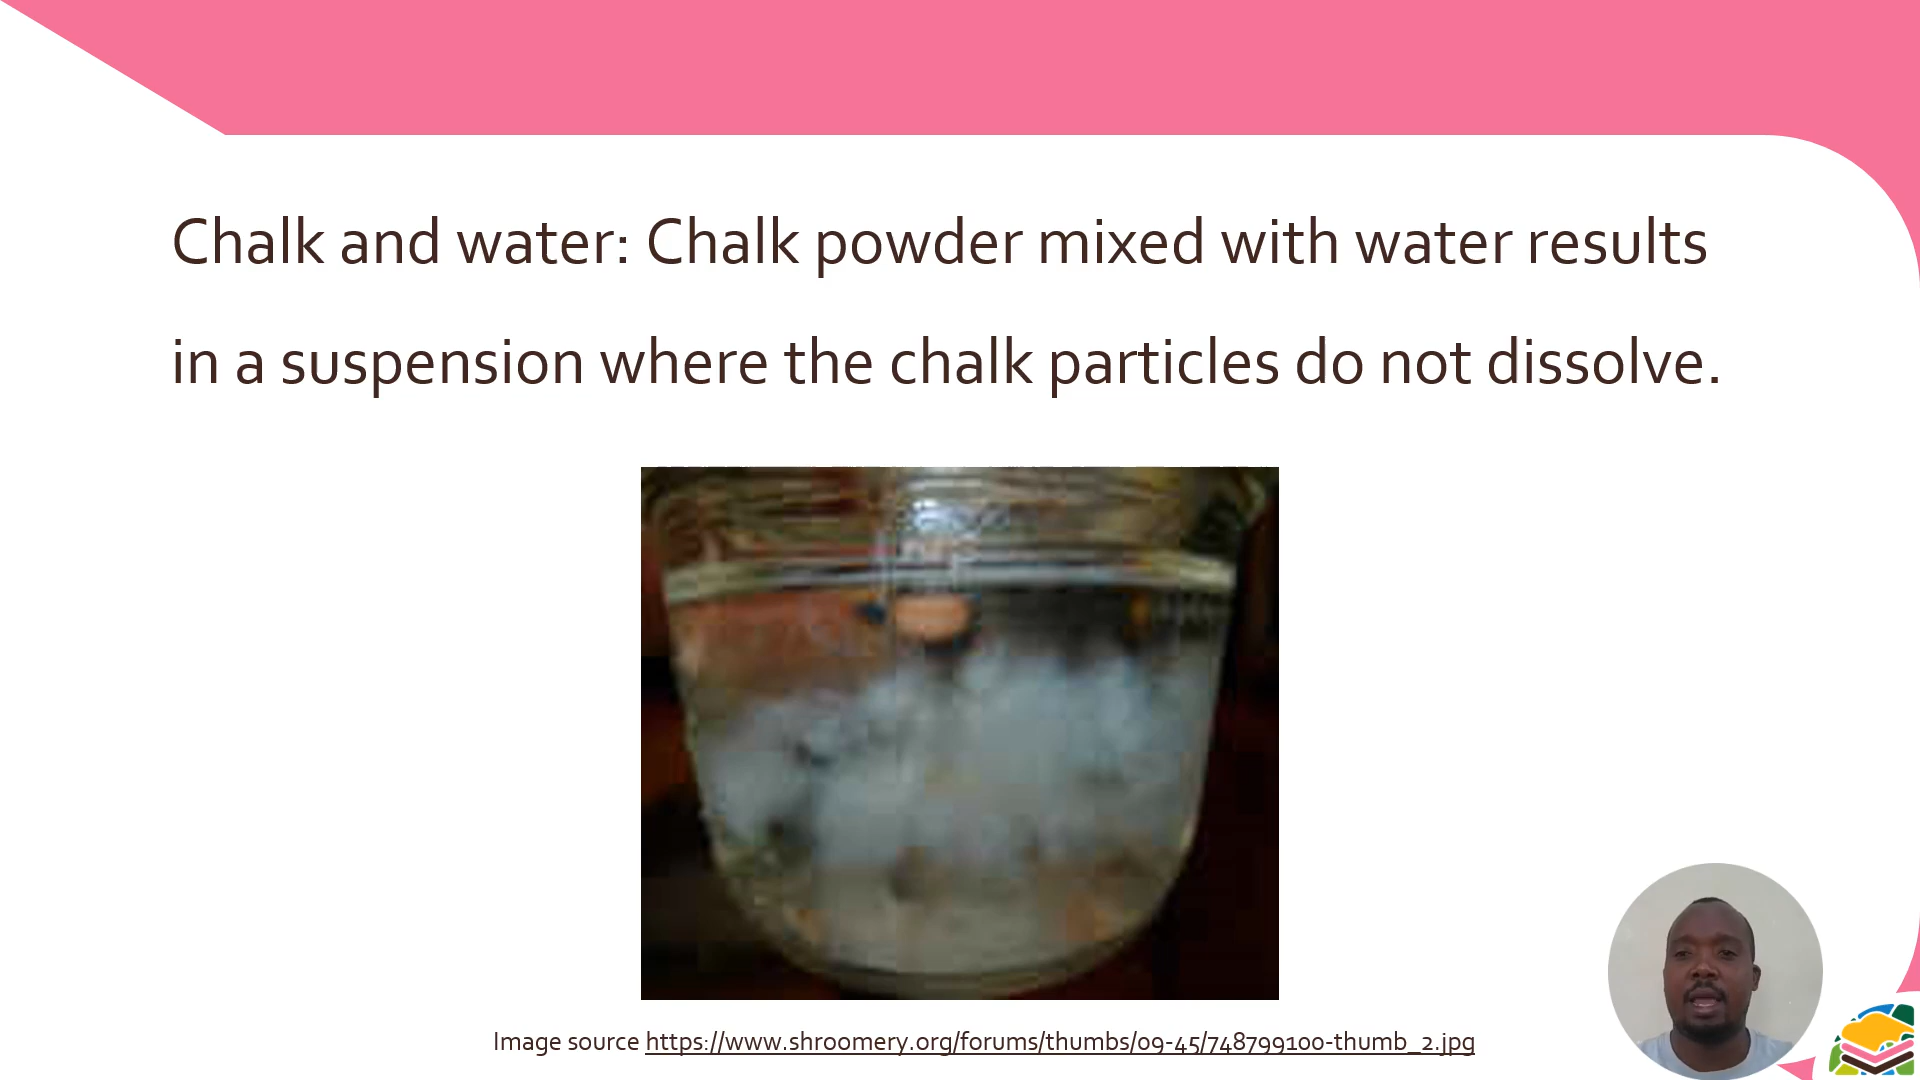 Chalk and water: Chalk powder mixed with water results
in a suspension where the chalk particles do not dissolve.
Image source https://www.shroomery.org/forums/thumbs/09-45/748799100-thumb_2.jpg